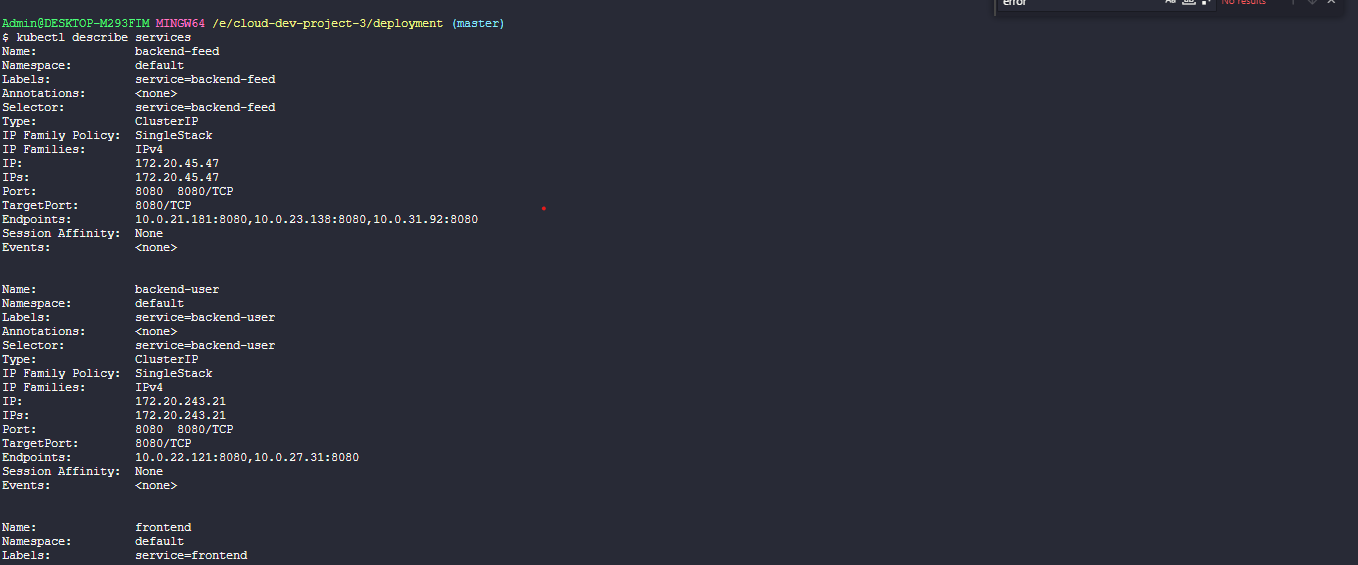 error
No results
Admin@DESKTOP-M293FIM MINGW64 /e/cloud-dev-project-3/deployment (master)
$ kubectl describe services
Name: backend-feed
Namespace: default
Labels: service=backend-feed
Annotations: <none>
Selector: service=backend-feed
Type: ClusterIP
IP Family Policy: SingleStack
IP Families: IPv4
IP: 172.20.45.47
IPs: 172.20.45.47
Port: 8080 8080/TCP
TargetPort: 8080/TCP
Endpoints: 10.0.21.181:8080,10.0.23.138:8080,10.0.31.92:8080
Session Affinity: None
Events: <none>
Name: backend-user
Namespace: default
Labels: service=backend-user
Annotations: <none>
Selector: service=backend-user
Type: ClusterIP
IP Family Policy: SingleStack
IP Families: IPv4
IP: 172.20.243.21
IPs: 172.20.243.21
Port: 8080 8080/TCP
TargetPort: 8080/TCP
Endpoints: 10.0.22.121:8080,10.0.27.31:8080
Session Affinity: None
Events: <none>
Name: frontend
Namespace: default
Labels: service=frontend